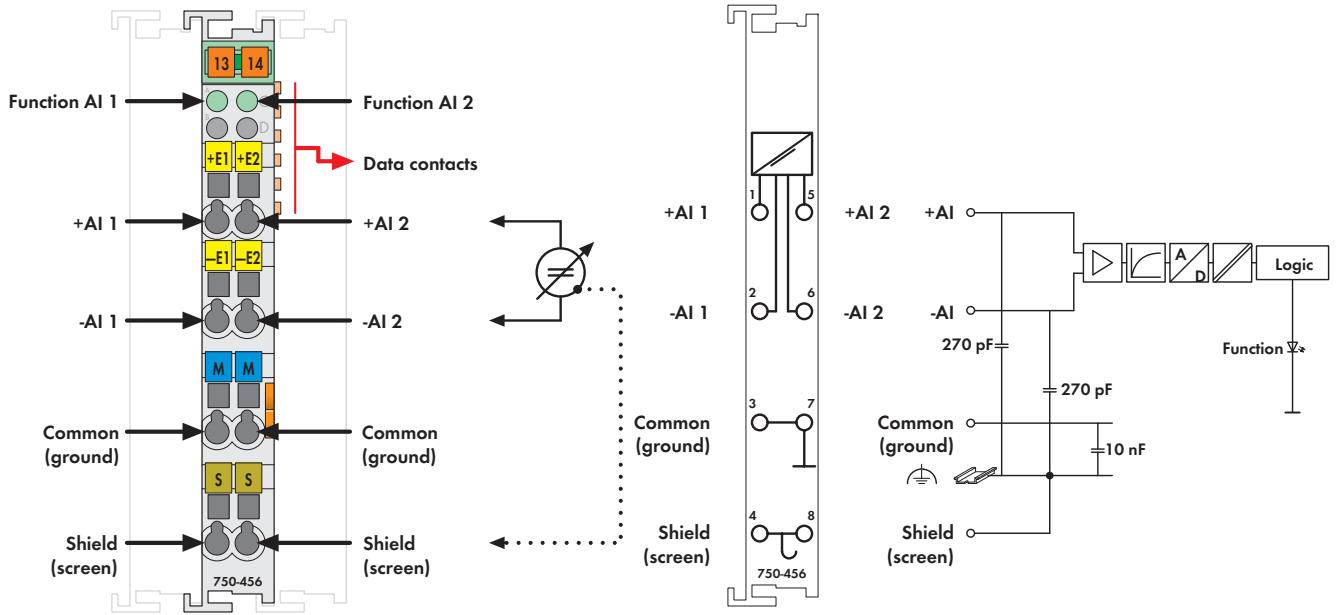 13 14
Function AI 1
Function AI 2
A
C
B
D
Data contacts
+E1 +E2
+AI 1
+AI 2
–E1 –E2
-AI 1
-AI 2
M M
Common
(ground)
Common
(ground)
S S
Shield
(screen)
Shield
(screen)
750-456
1
5
+AI 1
+AI 2
2
6
-AI 1
-AI 2
3
7
Common
(ground)
4
8
Shield
(screen)
750-456
+AI
A
D
Logic
-AI
270 pF
Function
270 pF
Common
(ground)
10 nF
Shield
(screen)